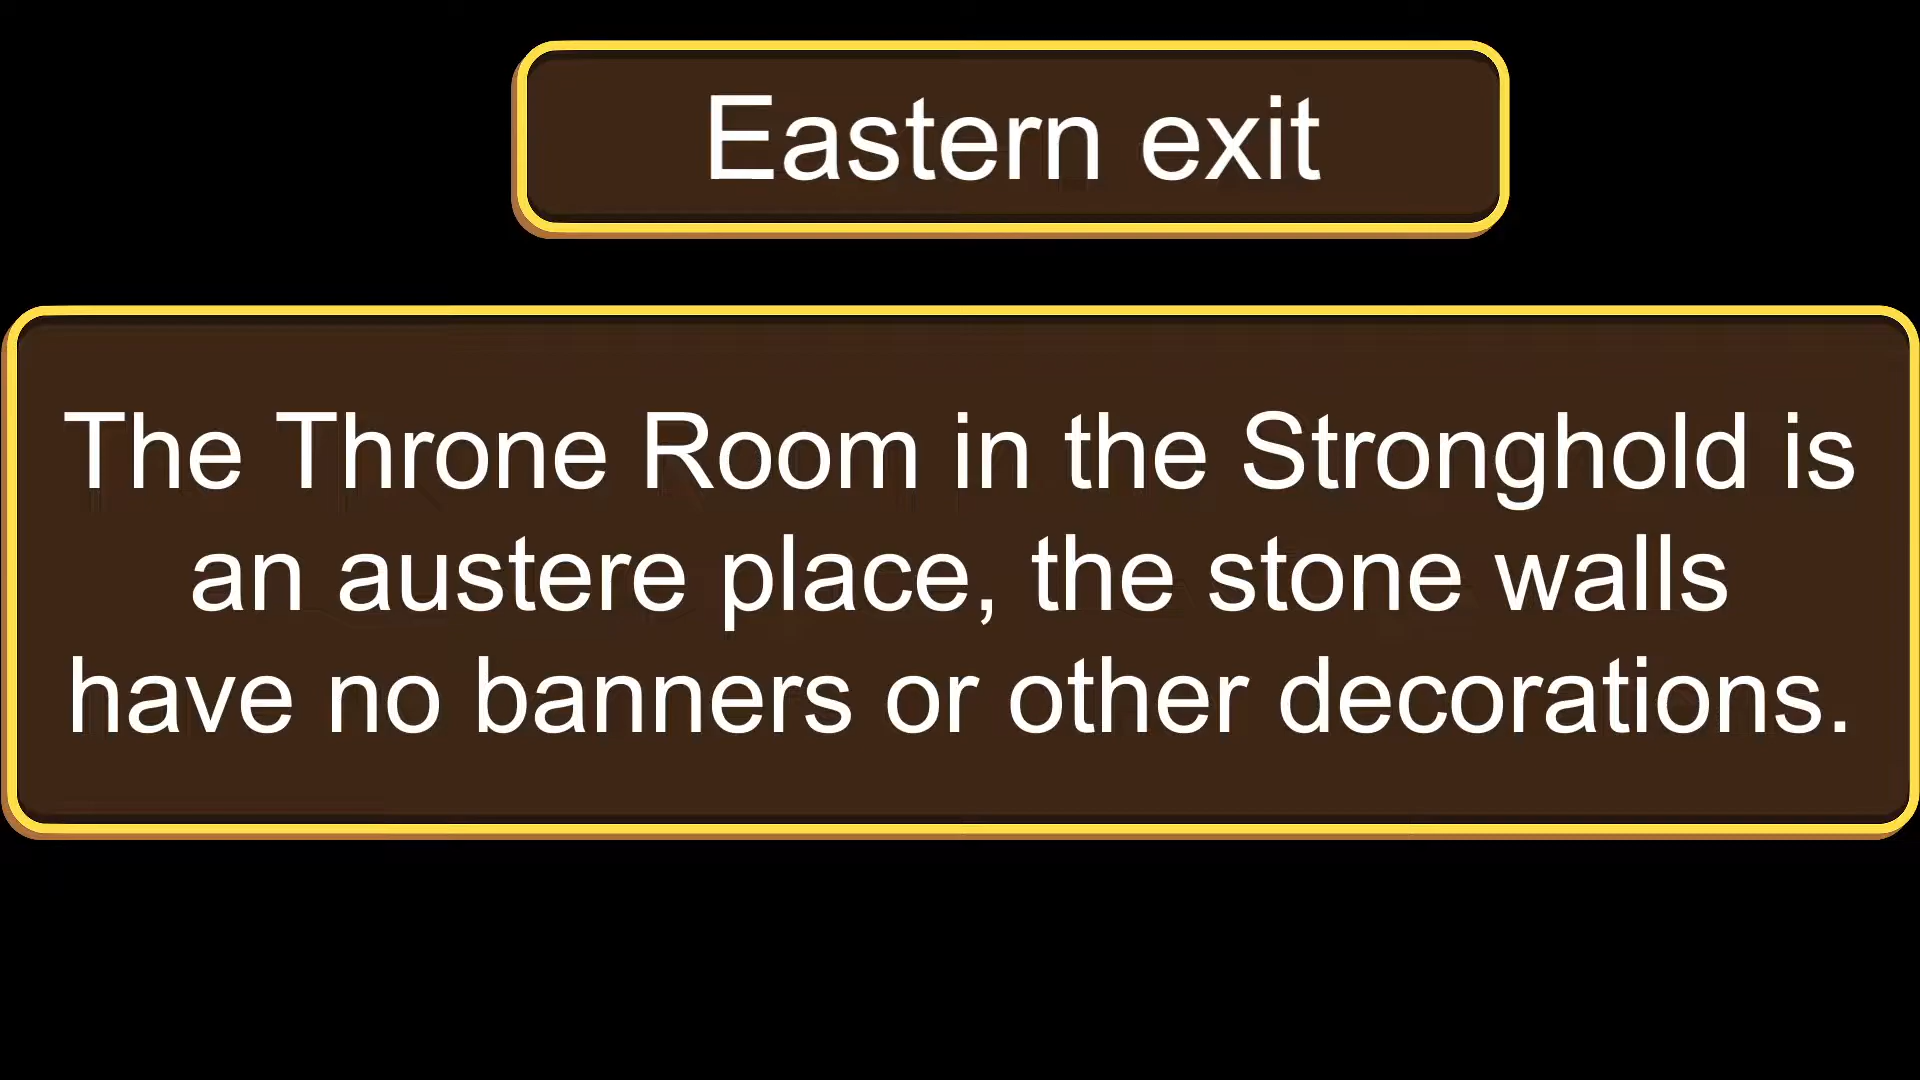 Eastern exit
The Throne Room in the Stronghold is
an austere place, the stone walls
have no banners or other decorations.